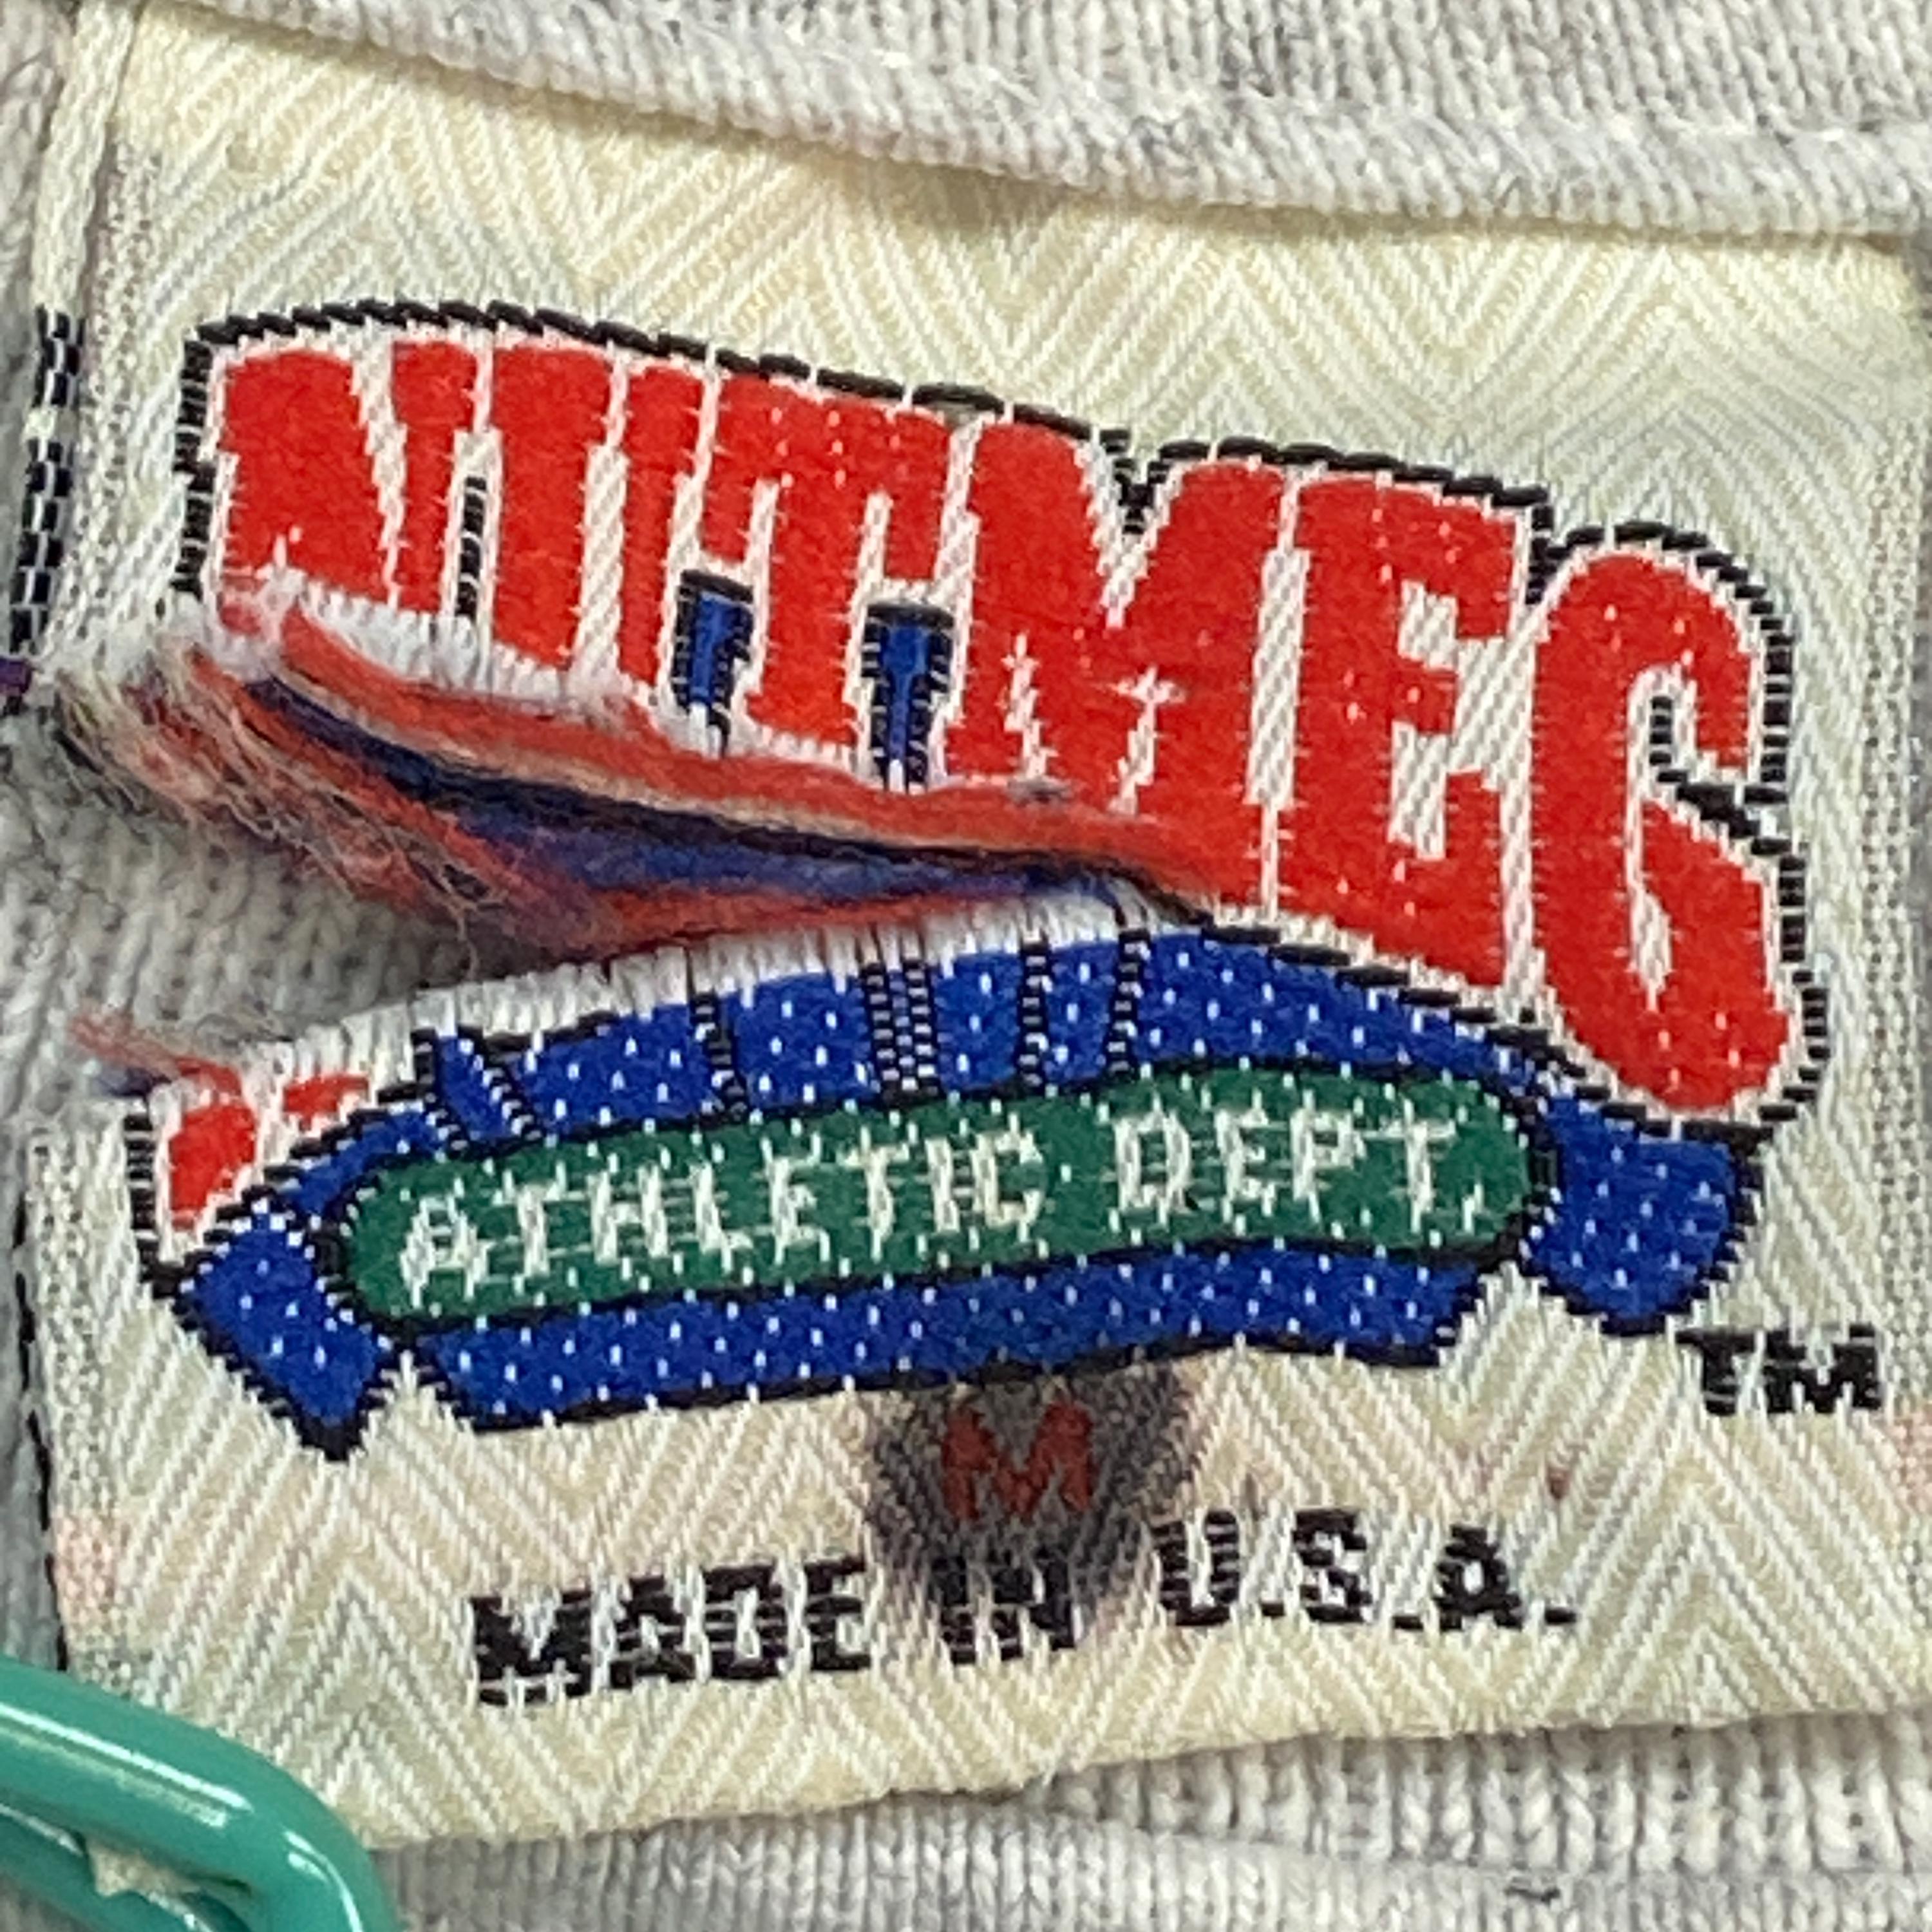 NUTMEG
ATHLETIC DEPT.
TM
M
MADE IN U.S.A.